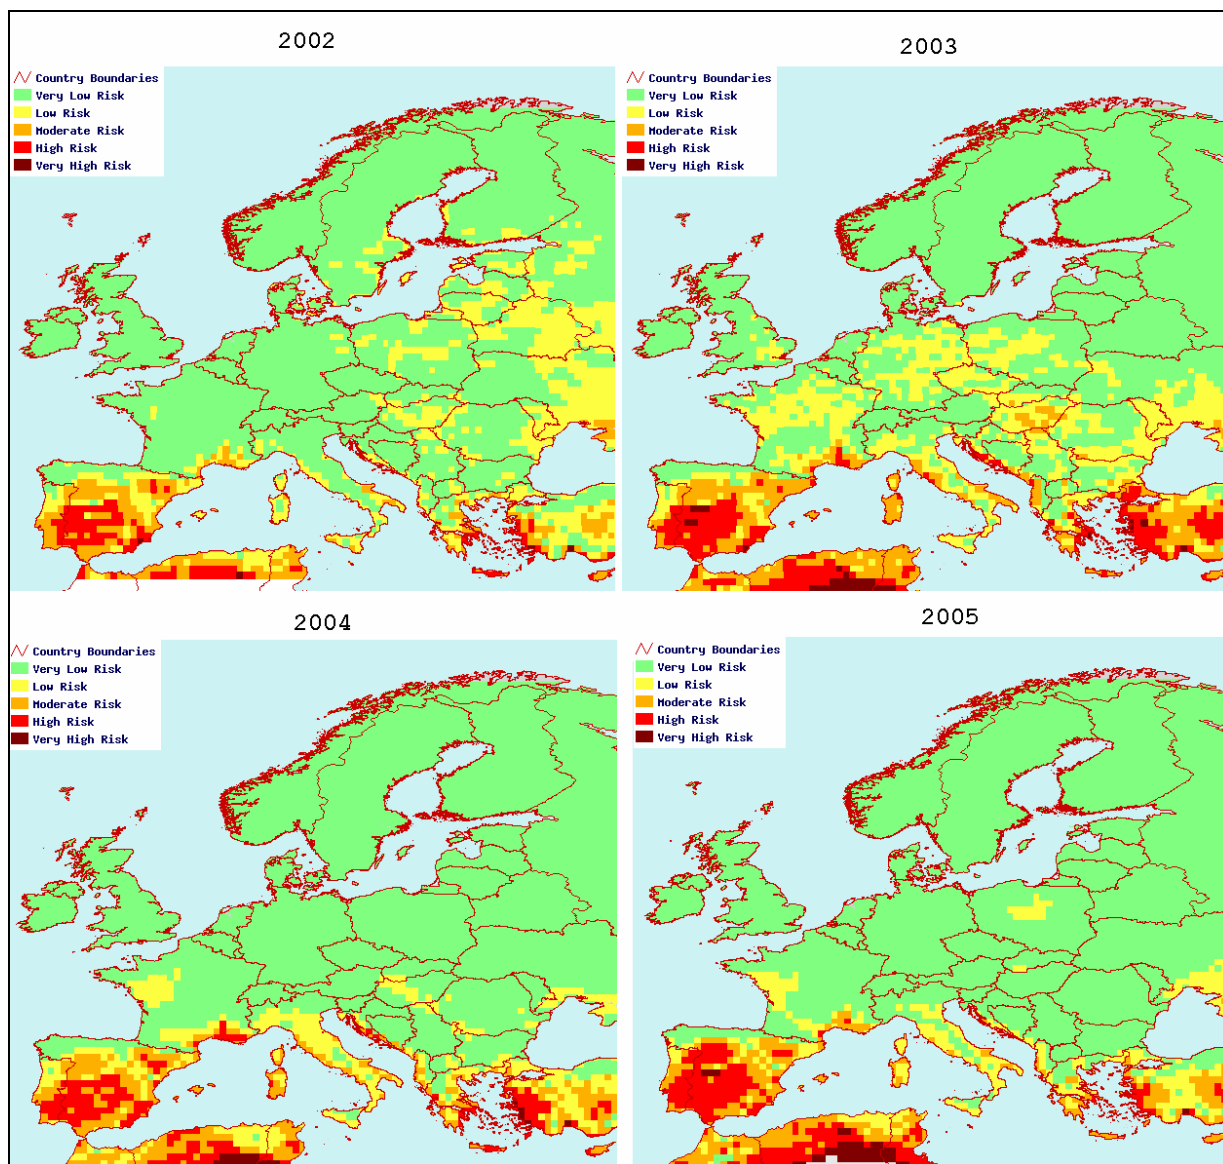 2002
Country Boundaries
Very Low Risk
Low Risk
Moderate Risk
High Risk
Very High Risk
2003
Country Boundaries
Very Low Risk
Low Risk
Moderate Risk
High Risk
Very High Risk
2004
Country Boundaries
Very Low Risk
Low Risk
Moderate Risk
High Risk
Very High Risk
2005
Country Boundaries
Very Low Risk
Low Risk
Moderate Risk
High Risk
Very High Risk